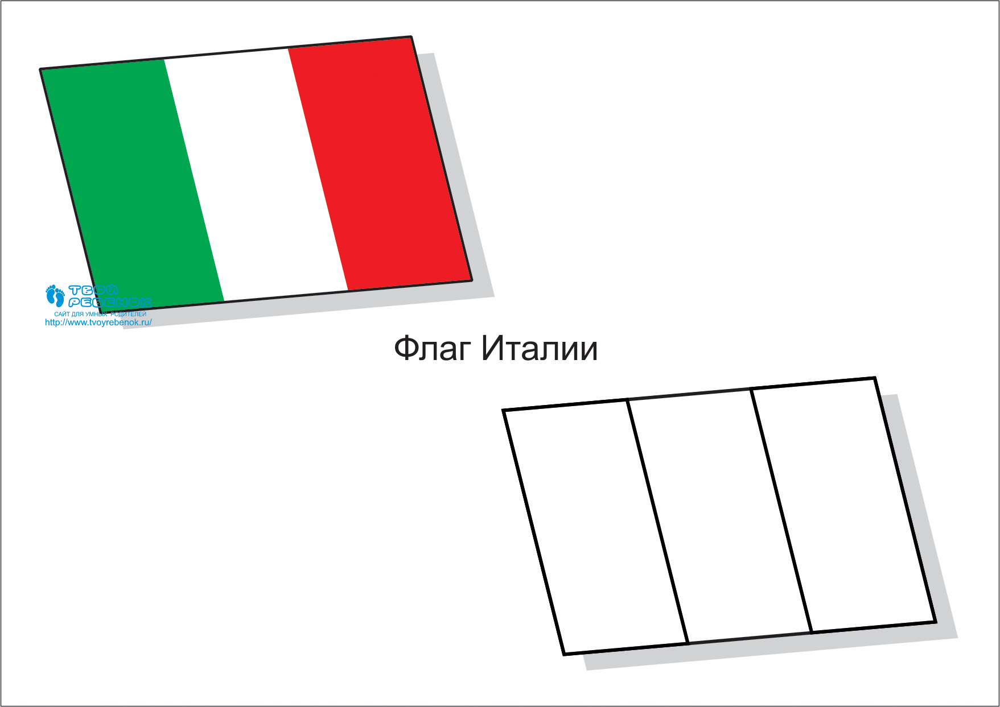 ТВОЙ
РЕБЕНОК
САЙТ ДЛЯ УМНЫХ РОДИТЕЛЕЙ
http://www.tvoyrebenok.ru/
Флаг Италии